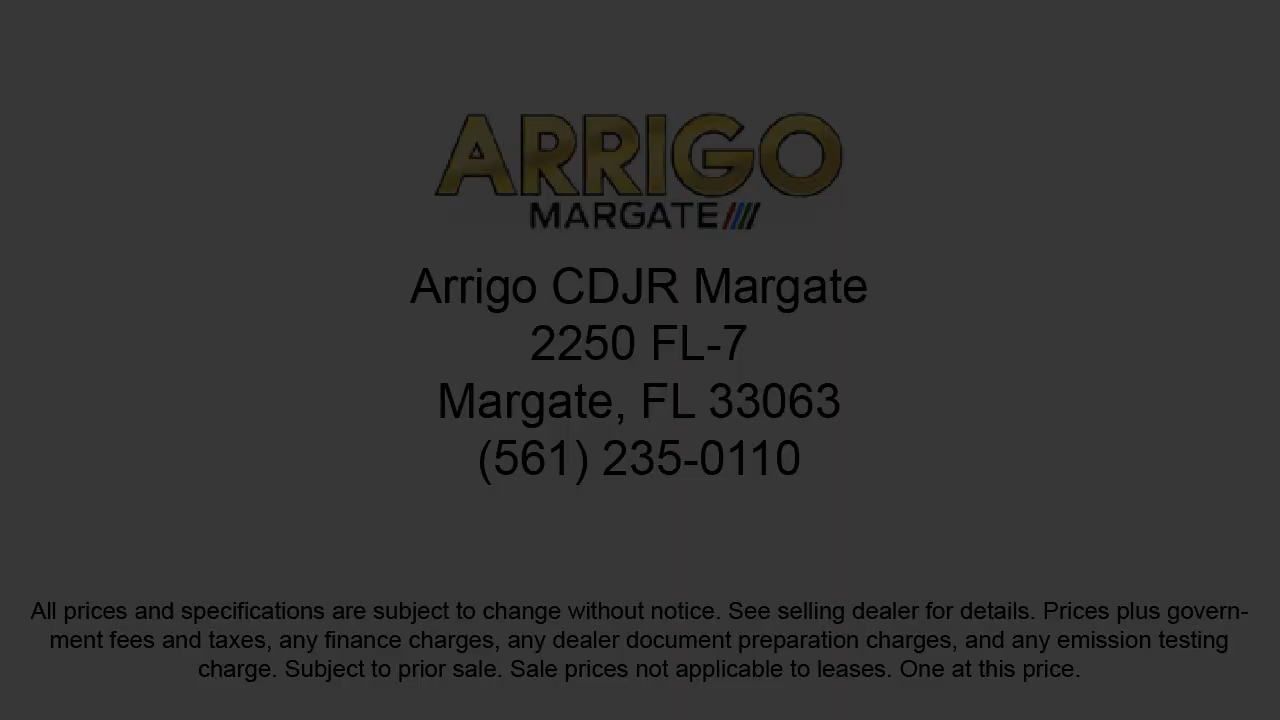 ARRIGO
MARGATE
Arrigo CDJR Margate
2250 FL-7
Margate, FL 33063
(561) 235-0110
All prices and specifications are subject to change without notice. See selling dealer for details. Prices plus govern-
ment fees and taxes, any finance charges, any dealer document preparation charges, and any emission testing
charge. Subject to prior sale. Sale prices not applicable to leases. One at this price.